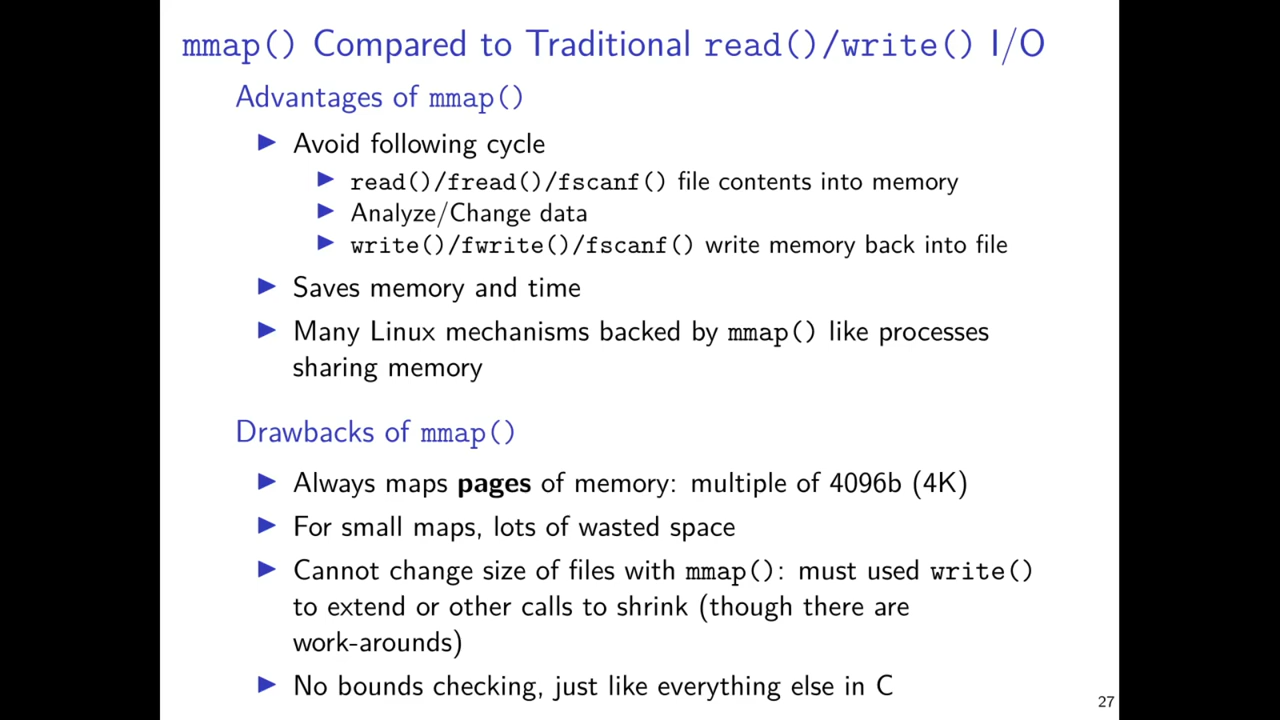 mmap() Compared to Traditional read()/write() I/O
Advantages of mmap()
Avoid following cycle
read()/fread()/fscanf() file contents into memory
Analyze/Change data
write()/fwrite()/fscanf() write memory back into file
Saves memory and time
Many Linux mechanisms backed by mmap() like processes
sharing memory
Drawbacks of mmap()
Always maps pages of memory: multiple of 4096b (4K)
For small maps, lots of wasted space
Cannot change size of files with mmap(): must used write()
to extend or other calls to shrink (though there are
work-arounds)
No bounds checking, just like everything else in C
27